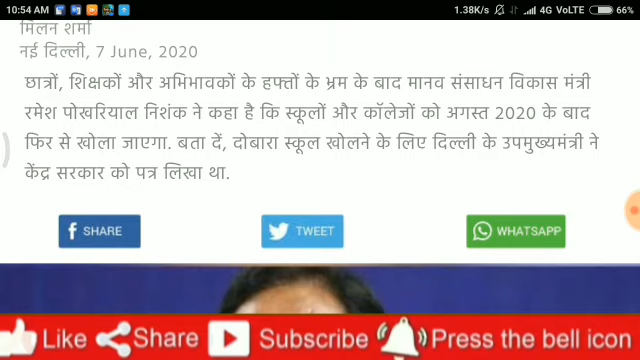 10:54 AM 1.38K/s 4G VoLTE 66%
मिलन शर्मा
नई दिल्ली, 7 June, 2020
छात्रों, शिक्षकों और अभिभावकों के हफ्तों के भ्रम के बाद मानव संसाधन विकास मंत्री
रमेश पोखरियाल निशंक ने कहा है कि स्कूलों और कॉलेजों को अगस्त 2020 के बाद
फिर से खोला जाएगा. बता दें, दोबारा स्कूल खोलने के लिए दिल्ली के उपमुख्यमंत्री ने
केंद्र सरकार को पत्र लिखा था.
SHARE TWEET WHATSAPP
Like Share Subscribe Press the bell icon